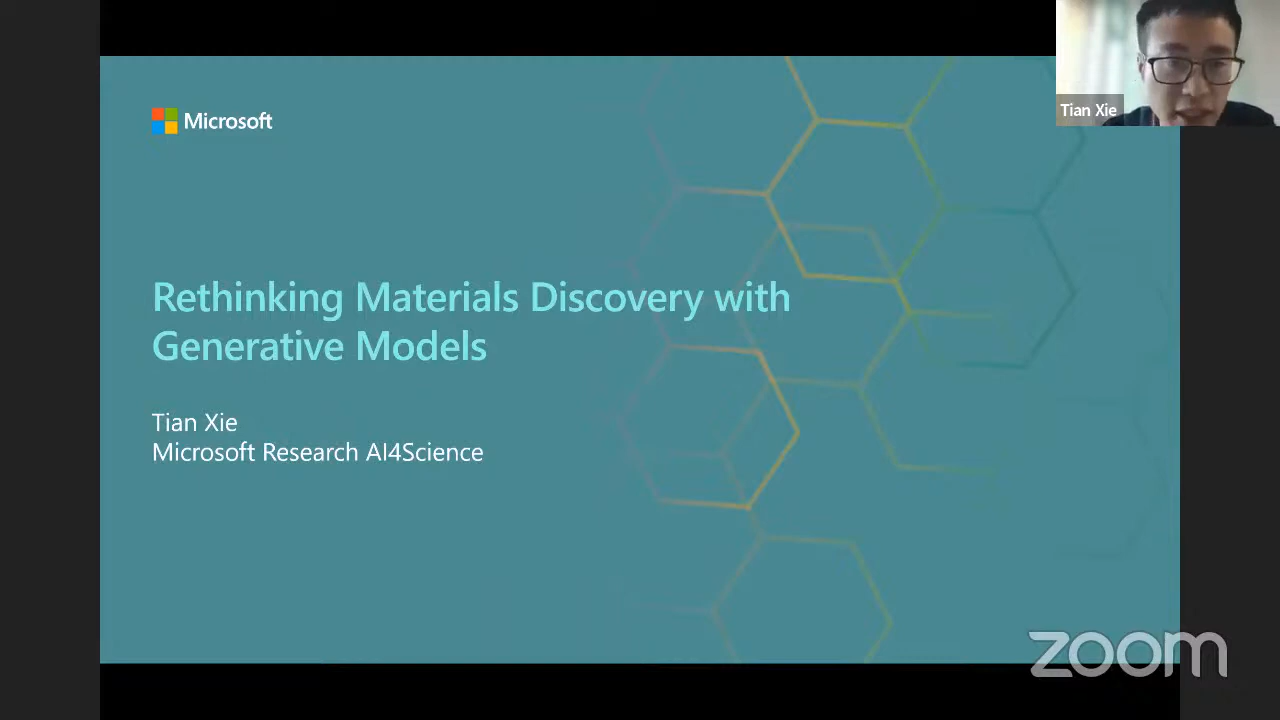 Microsoft
Tian Xie
Rethinking Materials Discovery with
Generative Models
Tian Xie
Microsoft Research AI4Science
zoom